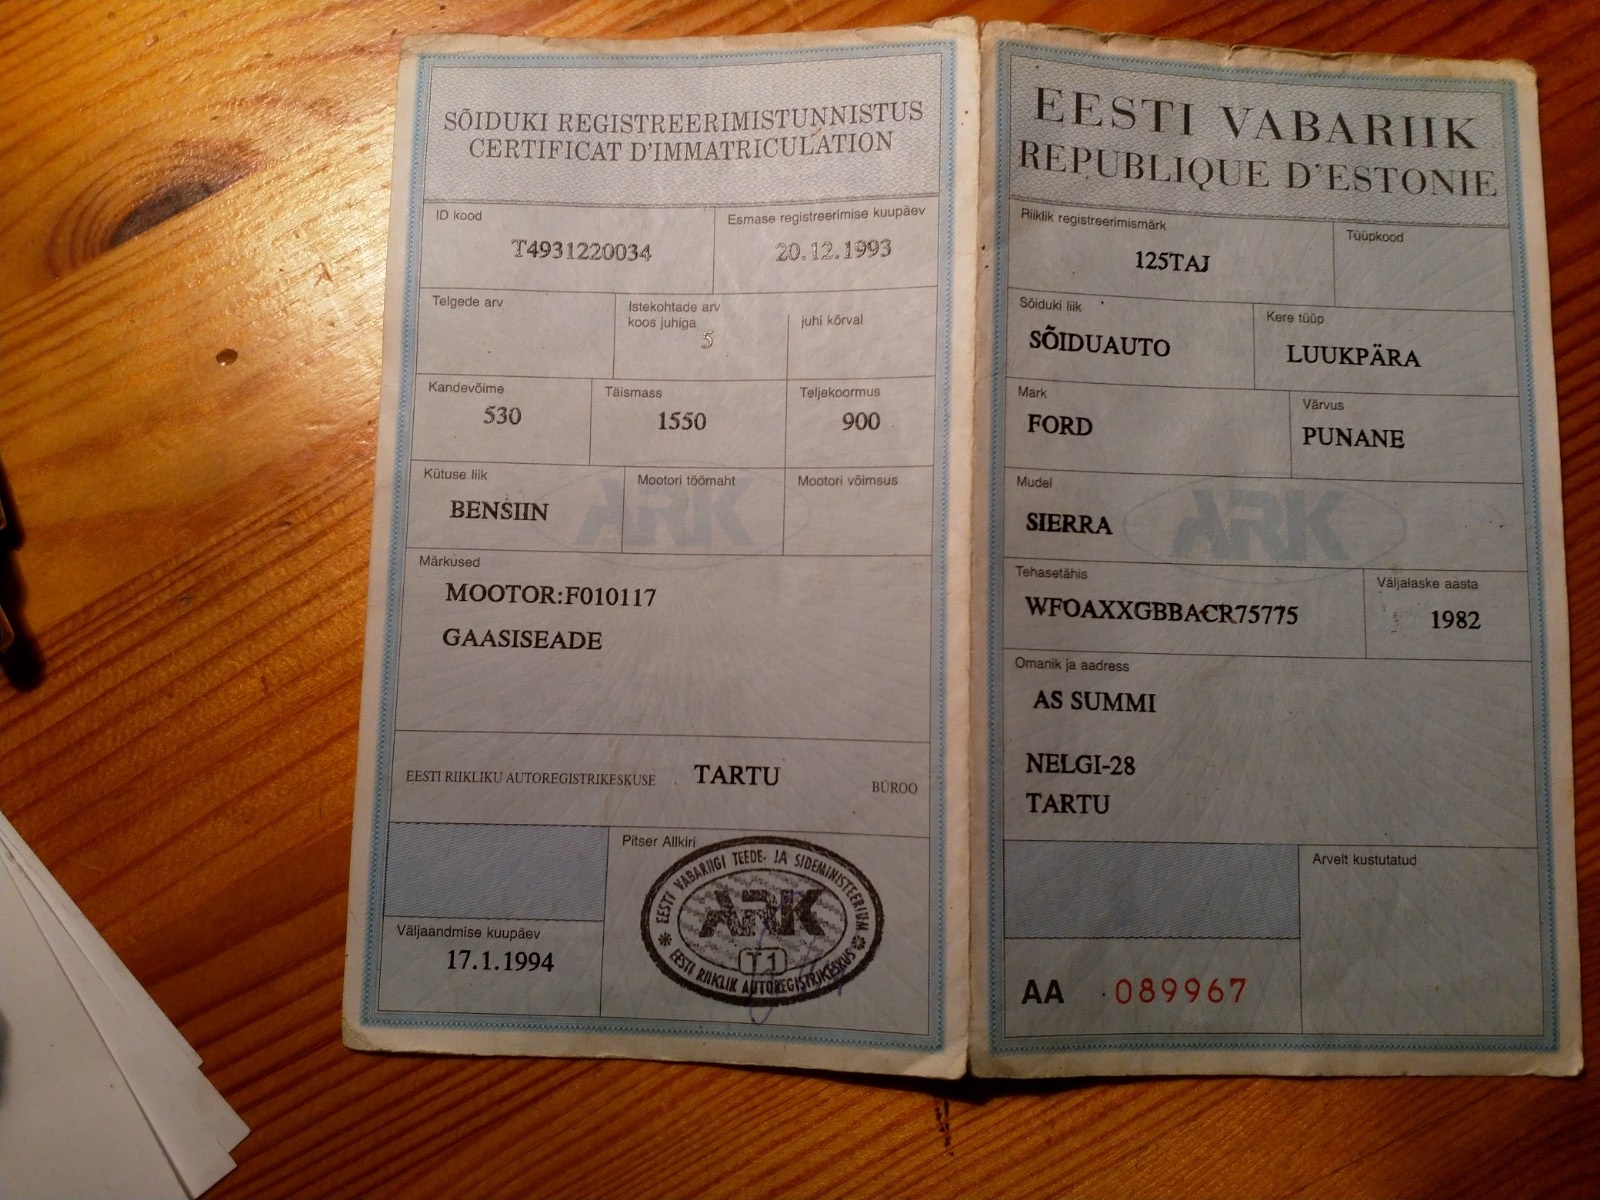 SÕIDUKI REGISTREERIMISTUNNISTUS
CERTIFICAT D'IMMATRICULATION
ID kood
Esmase registreerimise kuupäev
T4931220034
20.12.1993
Telgede arv
Istekohtade arv
koos juhiga
juhi kõrval
5
Kandevõime
Täismass
Teljekoormus
530
1550
900
Kütuse liik
Mootori töömaht
Mootori võimsus
BENSIIN
ARK
Märkused
MOOTOR:F010117
GAASISEADE
EESTI RIIKLIKU AUTOREGISTRIKESKUSE TARTU BÜROO
Pitser Allkiri
EESTI VABARIIGI TEEDE- JA SIDEMINISTEERIUM
ARK
T1
EESTI RIIKLIK AUTOREGISTRIKESKUS
Väljaandmise kuupäev
17.1.1994
EESTI VABARIIK
REPUBLIQUE D'ESTONIE
Riiklik registreerimismärk
Tüüpkood
125TAJ
Sõiduki liik
Kere tüüp
SÕIDUAUTO
LUUKPÄRA
Mark
Värvus
FORD
PUNANE
Mudel
SIERRA
ARK
Tehasetähis
Väljalaske aasta
WFOAXXGBBACR75775
1982
Omanik ja aadress
AS SUMMI
NELGI-28
TARTU
Arvelt kustutatud
AA 089967